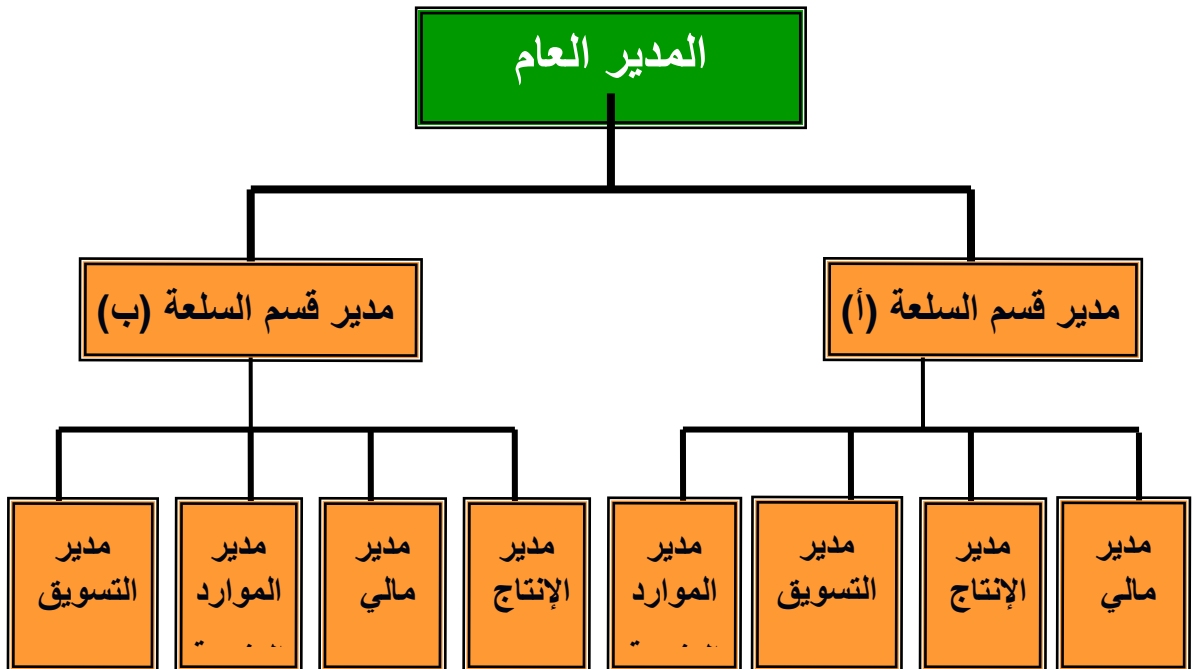 المدير العام
مدير قسم السلعة (أ)
مدير قسم السلعة (ب)
مدير
مالي
مدير
الإنتاج
مدير
التسويق
مدير
الموارد
مدير
الإنتاج
مدير
مالي
مدير
الموارد
مدير
التسويق